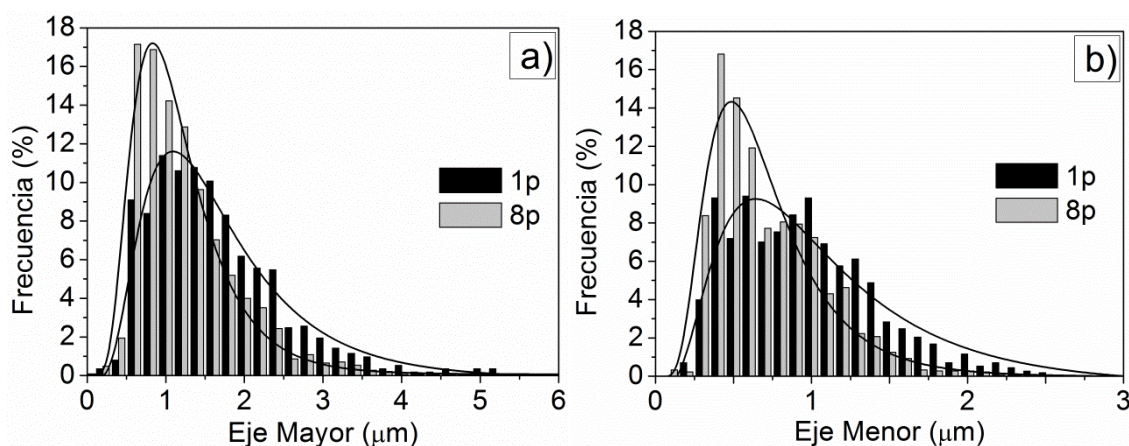 a)
18
16
14
12
10
8
6
4
2
0
Frecuencia (%)
1p
8p
0 1 2 3 4 5 6
Eje Mayor (μm)
b)
18
16
14
12
10
8
6
4
2
0
Frecuencia (%)
1p
8p
0 1 2 3
Eje Menor (μm)